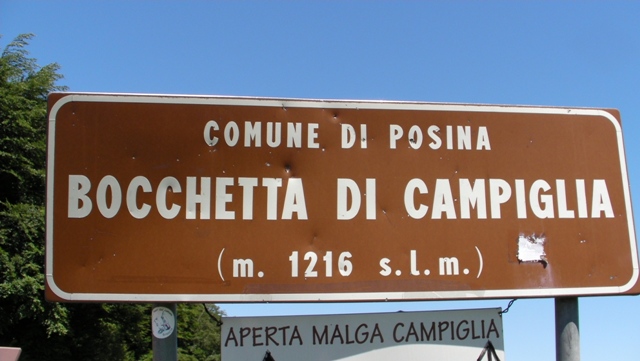 COMUNE DI POSINA
BOCCHETTA DI CAMPIGLIA
(m. 1216 s.l.m.)
APERTA MALGA CAMPIGLIA